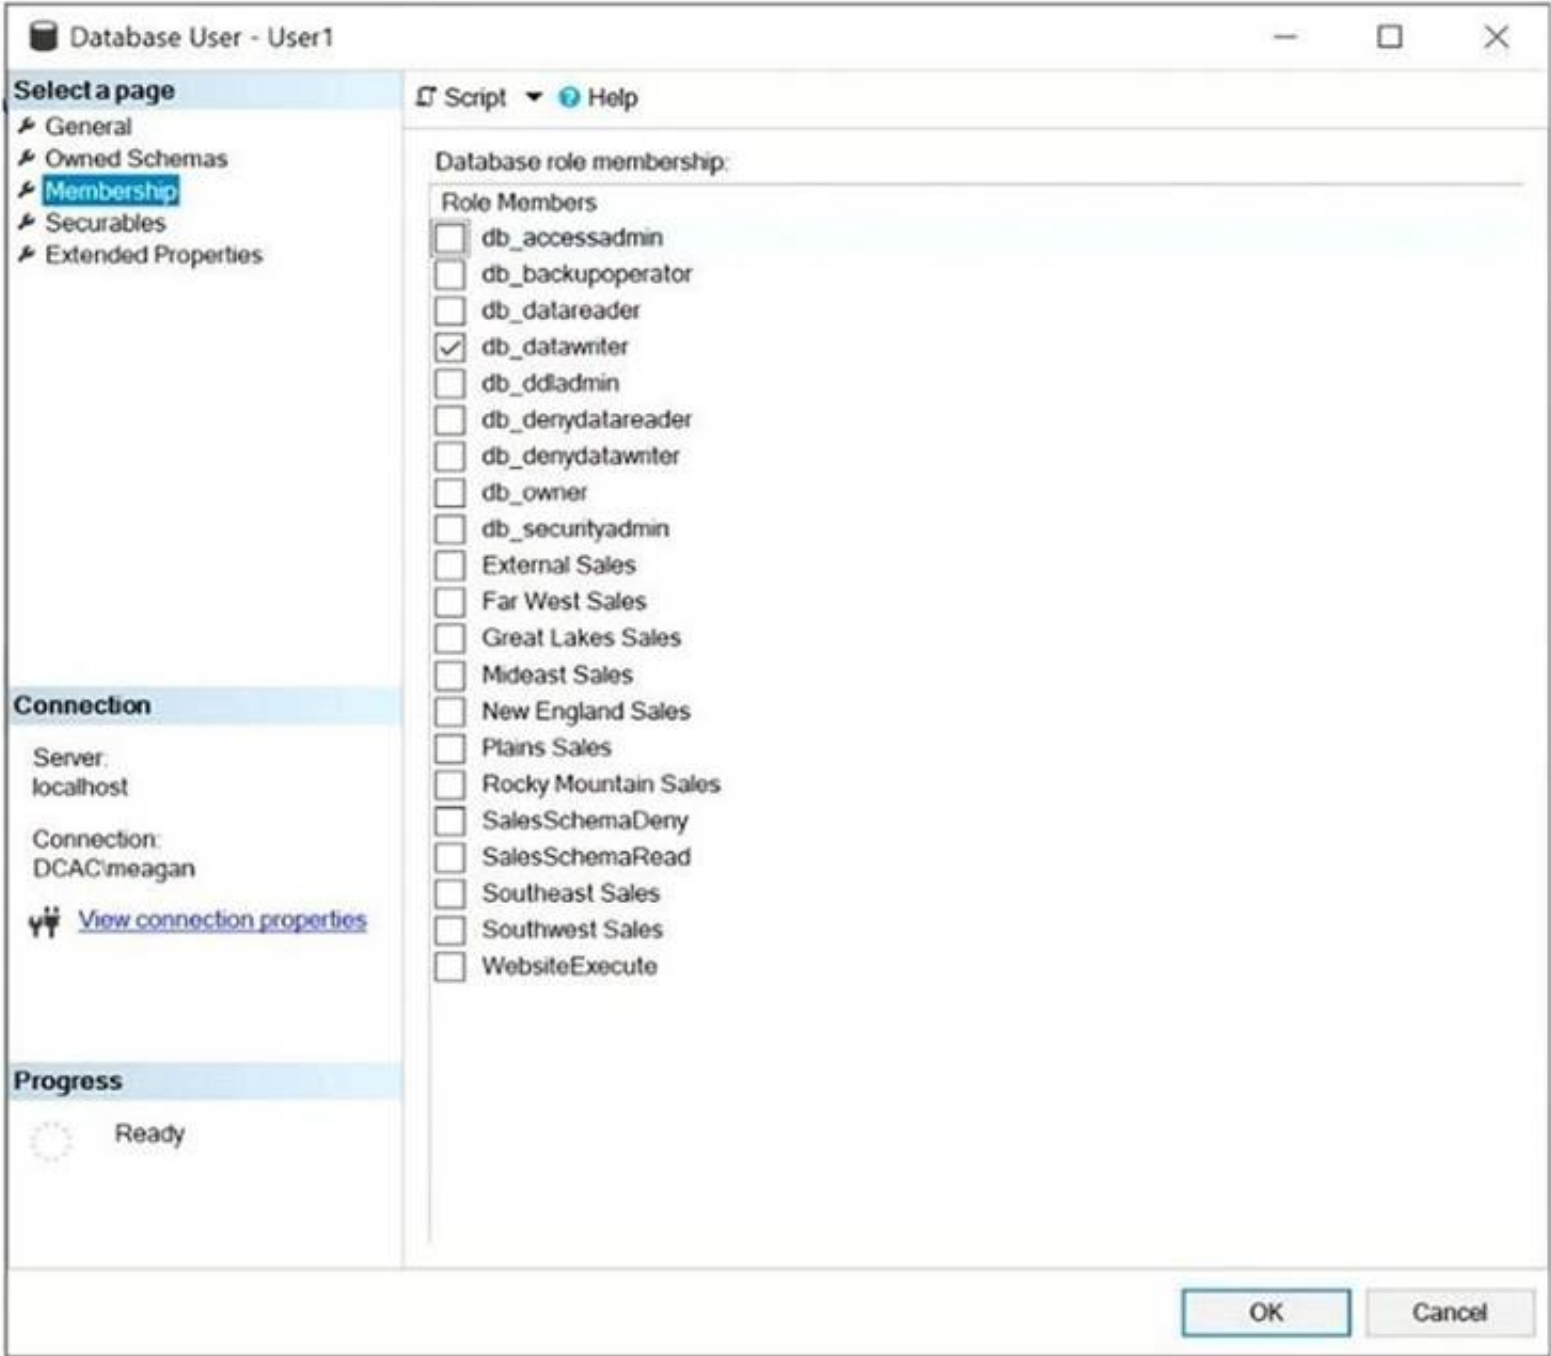 Database User - User1
Select a page
General
Owned Schemas
Membership
Securables
Extended Properties
Script Help
Database role membership:
Role Members
db_accessadmin
db_backupoperator
db_datareader
db_datawriter
db_ddladmin
db_denydatareader
db_denydatawriter
db_owner
db_securityadmin
External Sales
Far West Sales
Great Lakes Sales
Mideast Sales
New England Sales
Plains Sales
Rocky Mountain Sales
SalesSchemaDeny
SalesSchemaRead
Southeast Sales
Southwest Sales
WebsiteExecute
Connection
Server:
localhost
Connection:
DCAC\meagan
View connection properties
Progress
Ready
OK
Cancel